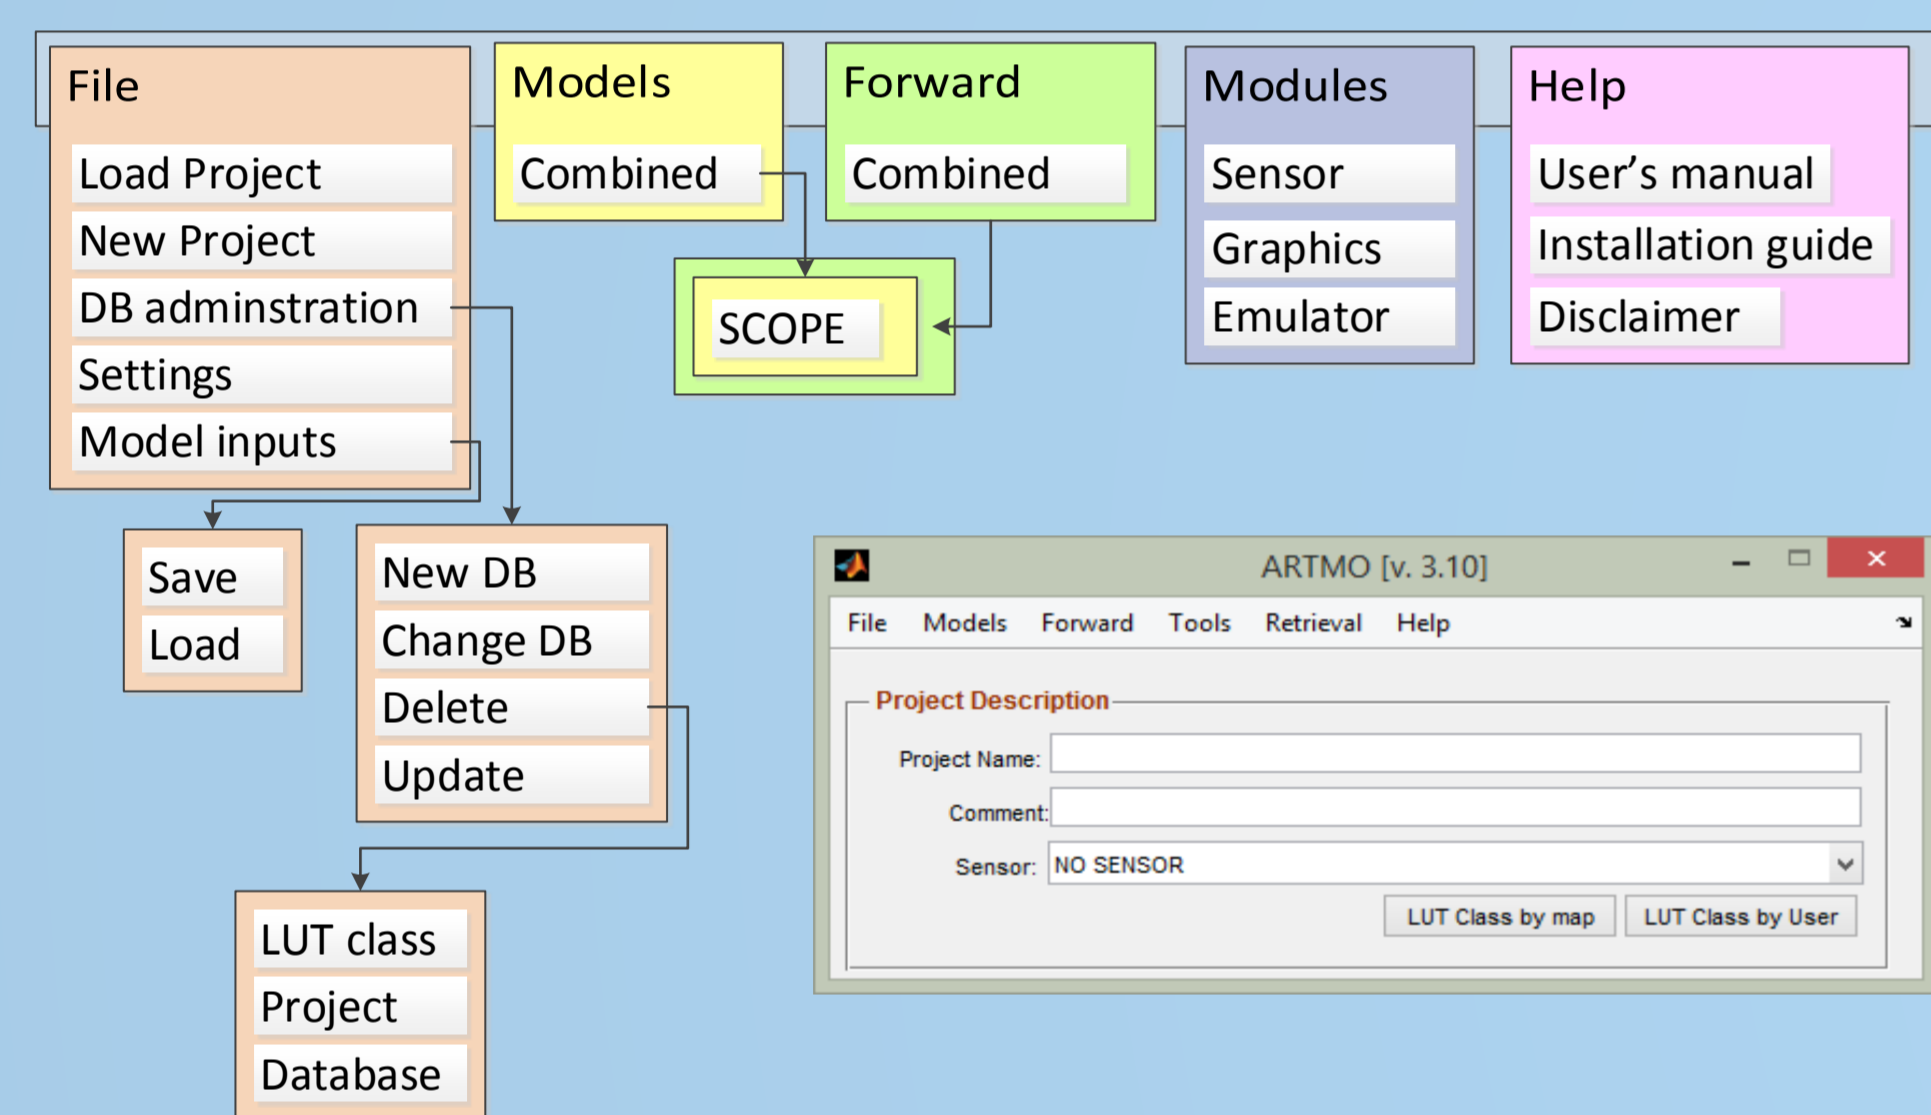 File
Load Project
New Project
DB adminstration
Settings
Model inputs
Save
Load
New DB
Change DB
Delete
Update
LUT class
Project
Database
Models
Combined
Forward
Combined
SCOPE
Modules
Sensor
Graphics
Emulator
Help
User’s manual
Installation guide
Disclaimer
ARTMO [v. 3.10]
File Models Forward Tools Retrieval Help
Project Description
Project Name:
Comment:
Sensor: NO SENSOR
LUT Class by map LUT Class by User